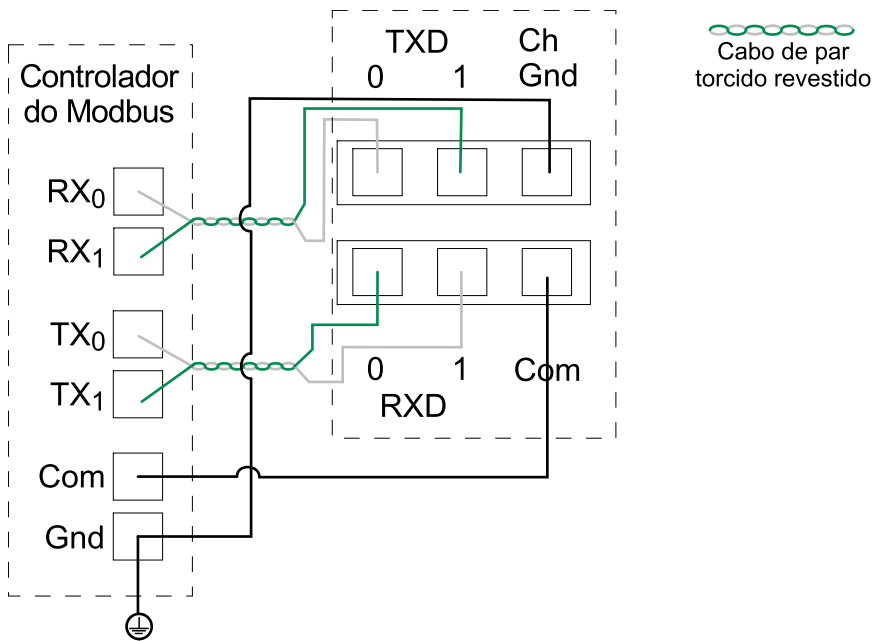 Controlador
do Modbus
RX0
RX1
TX0
TX1
Com
Gnd
TXD
0 1
Ch
Gnd
0 1
RXD
Com
Cabo de par
torcido revestido